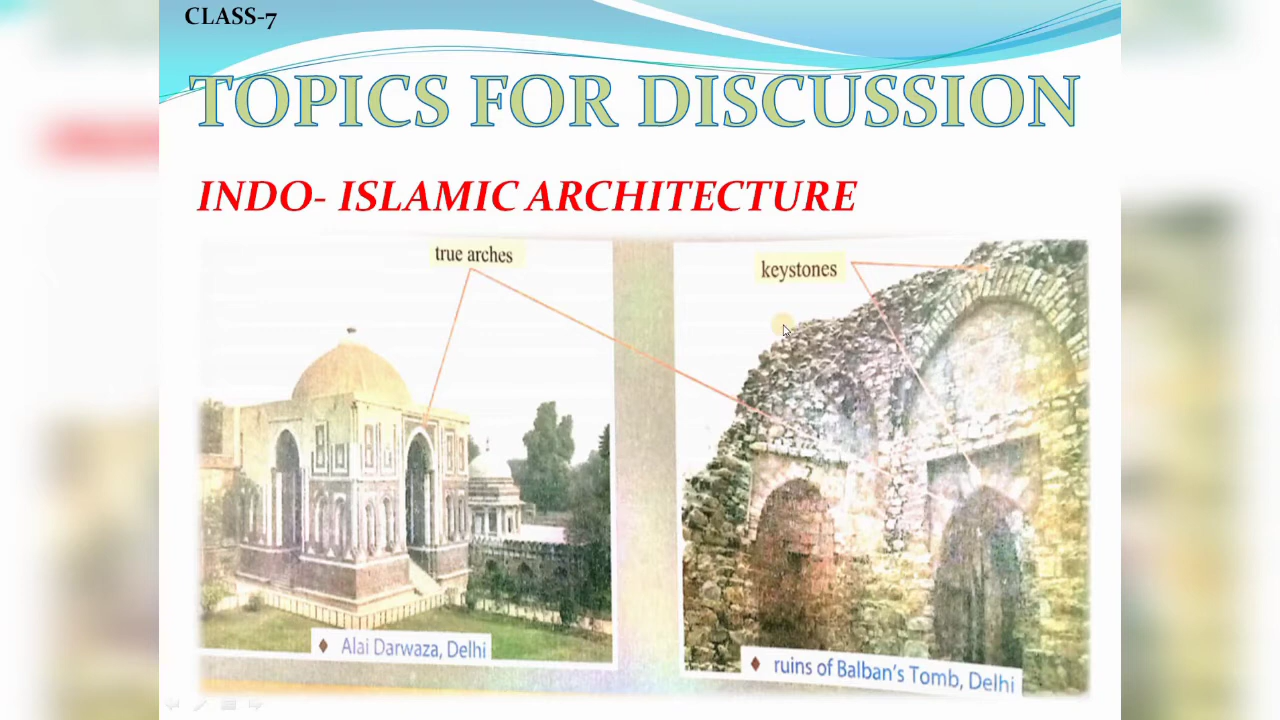 CLASS-7
TOPICS FOR DISCUSSION
INDO- ISLAMIC ARCHITECTURE
true arches
keystones
♦ Alai Darwaza, Delhi
♦ ruins of Balban's Tomb, Delhi